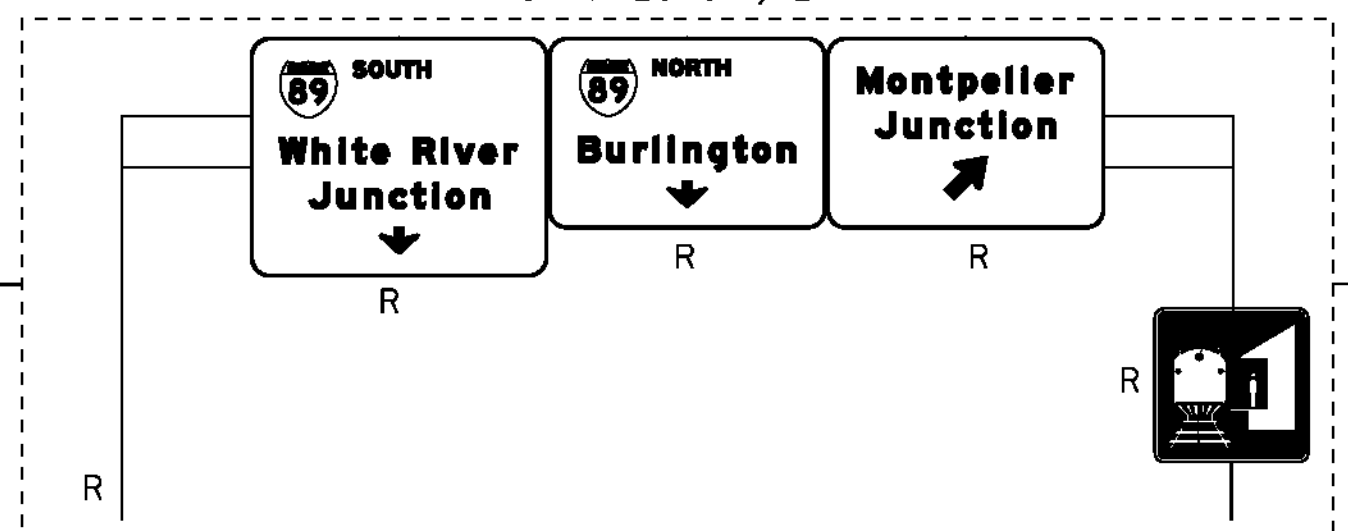 89 SOUTH
White River
Junction
R
89 NORTH
Burlington
R
Montpelier
Junction
R
R
R